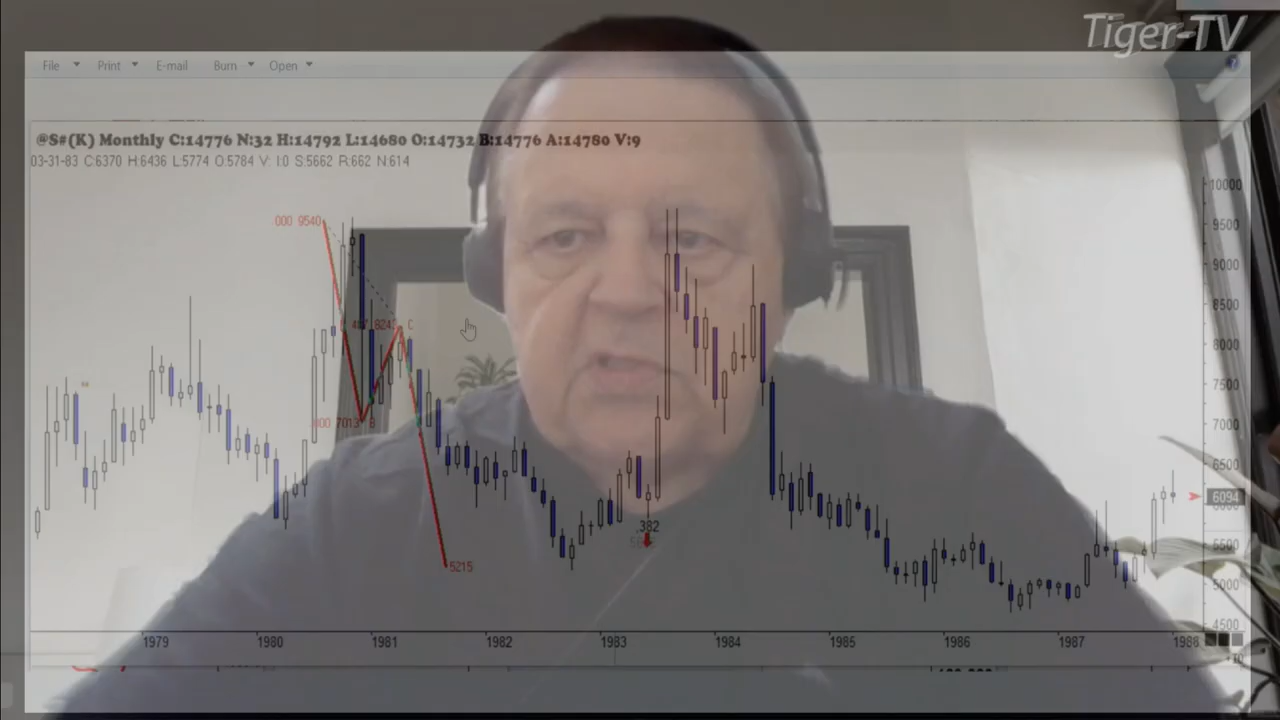 Tiger-TV
File Print E-mail Burn Open
@S#(K) Monthly C:14776 N:32 H:14792 L:14680 O:14732 B:14776 A:14780 V:9
03-31-83 C:6370 H:6436 L:5774 O:5784 V: I:0 S:5662 R:662 N:614
10000
000 9540
9500
9000
8500
C
8000
7500
7000
6500
6094
6000
.382
5500
5215
5000
4500
1979 1980 1981 1982 1983 1984 1985 1986 1987 1988